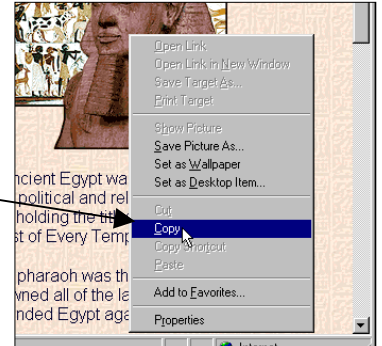 Open Link
Open Link in New Window
Save Target As...
Print Target
Show Picture
Save Picture As...
Set as Wallpaper
Set as Desktop Item...
ncient Egypt wa
political and rel
holding the tit
st of Every Temp
Cut
Copy
Copy Shortcut
Paste
pharaoh was th
wned all of the la
nded Egypt aga
Add to Favorites...
Properties
Internet